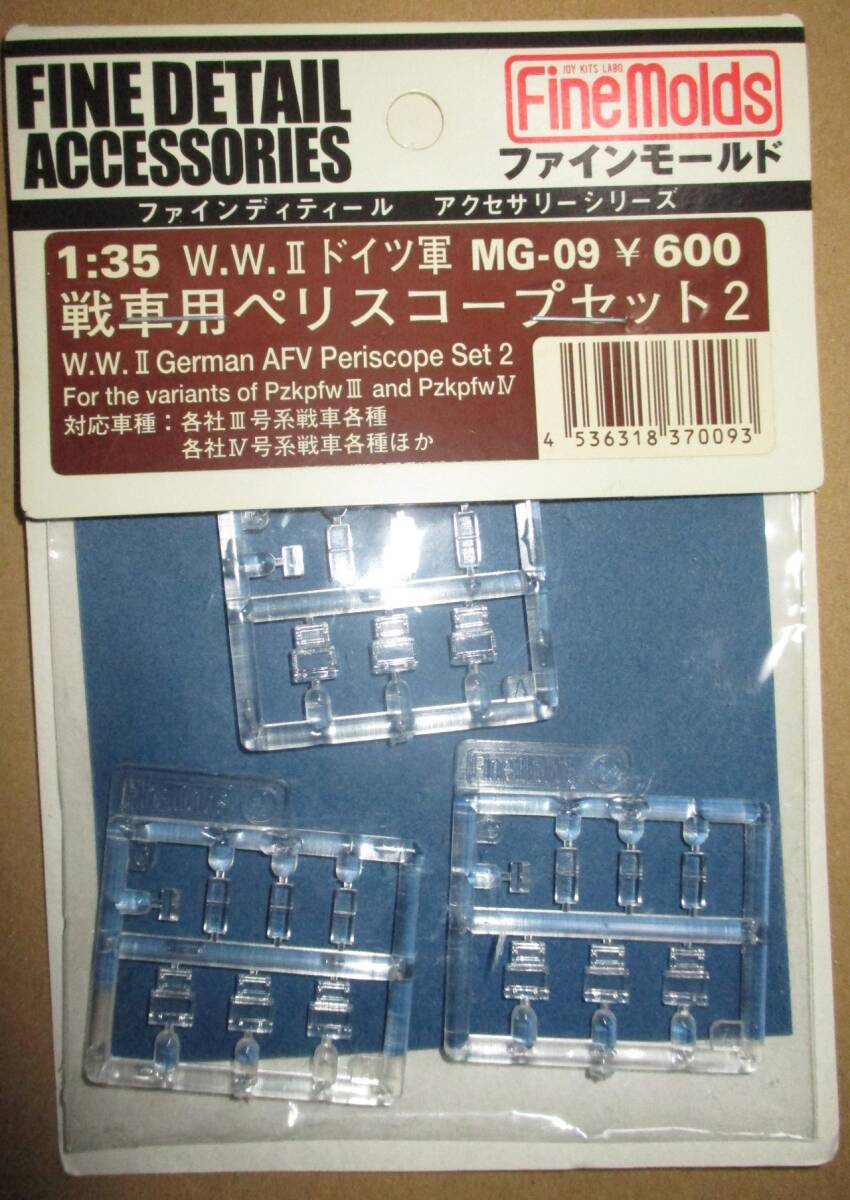 FINE DETAIL
ACCESSORIES
JOY KITS LABO
FineMolds
ファインモールド
ファインディティール アクセサリーシリーズ
1:35 W.W.Ⅱドイツ軍 MG-09 ¥600
戦車用ペリスコープセット2
W.W.Ⅱ German AFV Periscope Set 2
For the variants of PzkpfwⅢ and PzkpfwⅣ
対応車種：各社Ⅲ号系戦車各種
各社Ⅳ号系戦車各種ほか
4 536318 370093
A
FineMolds
FineMolds